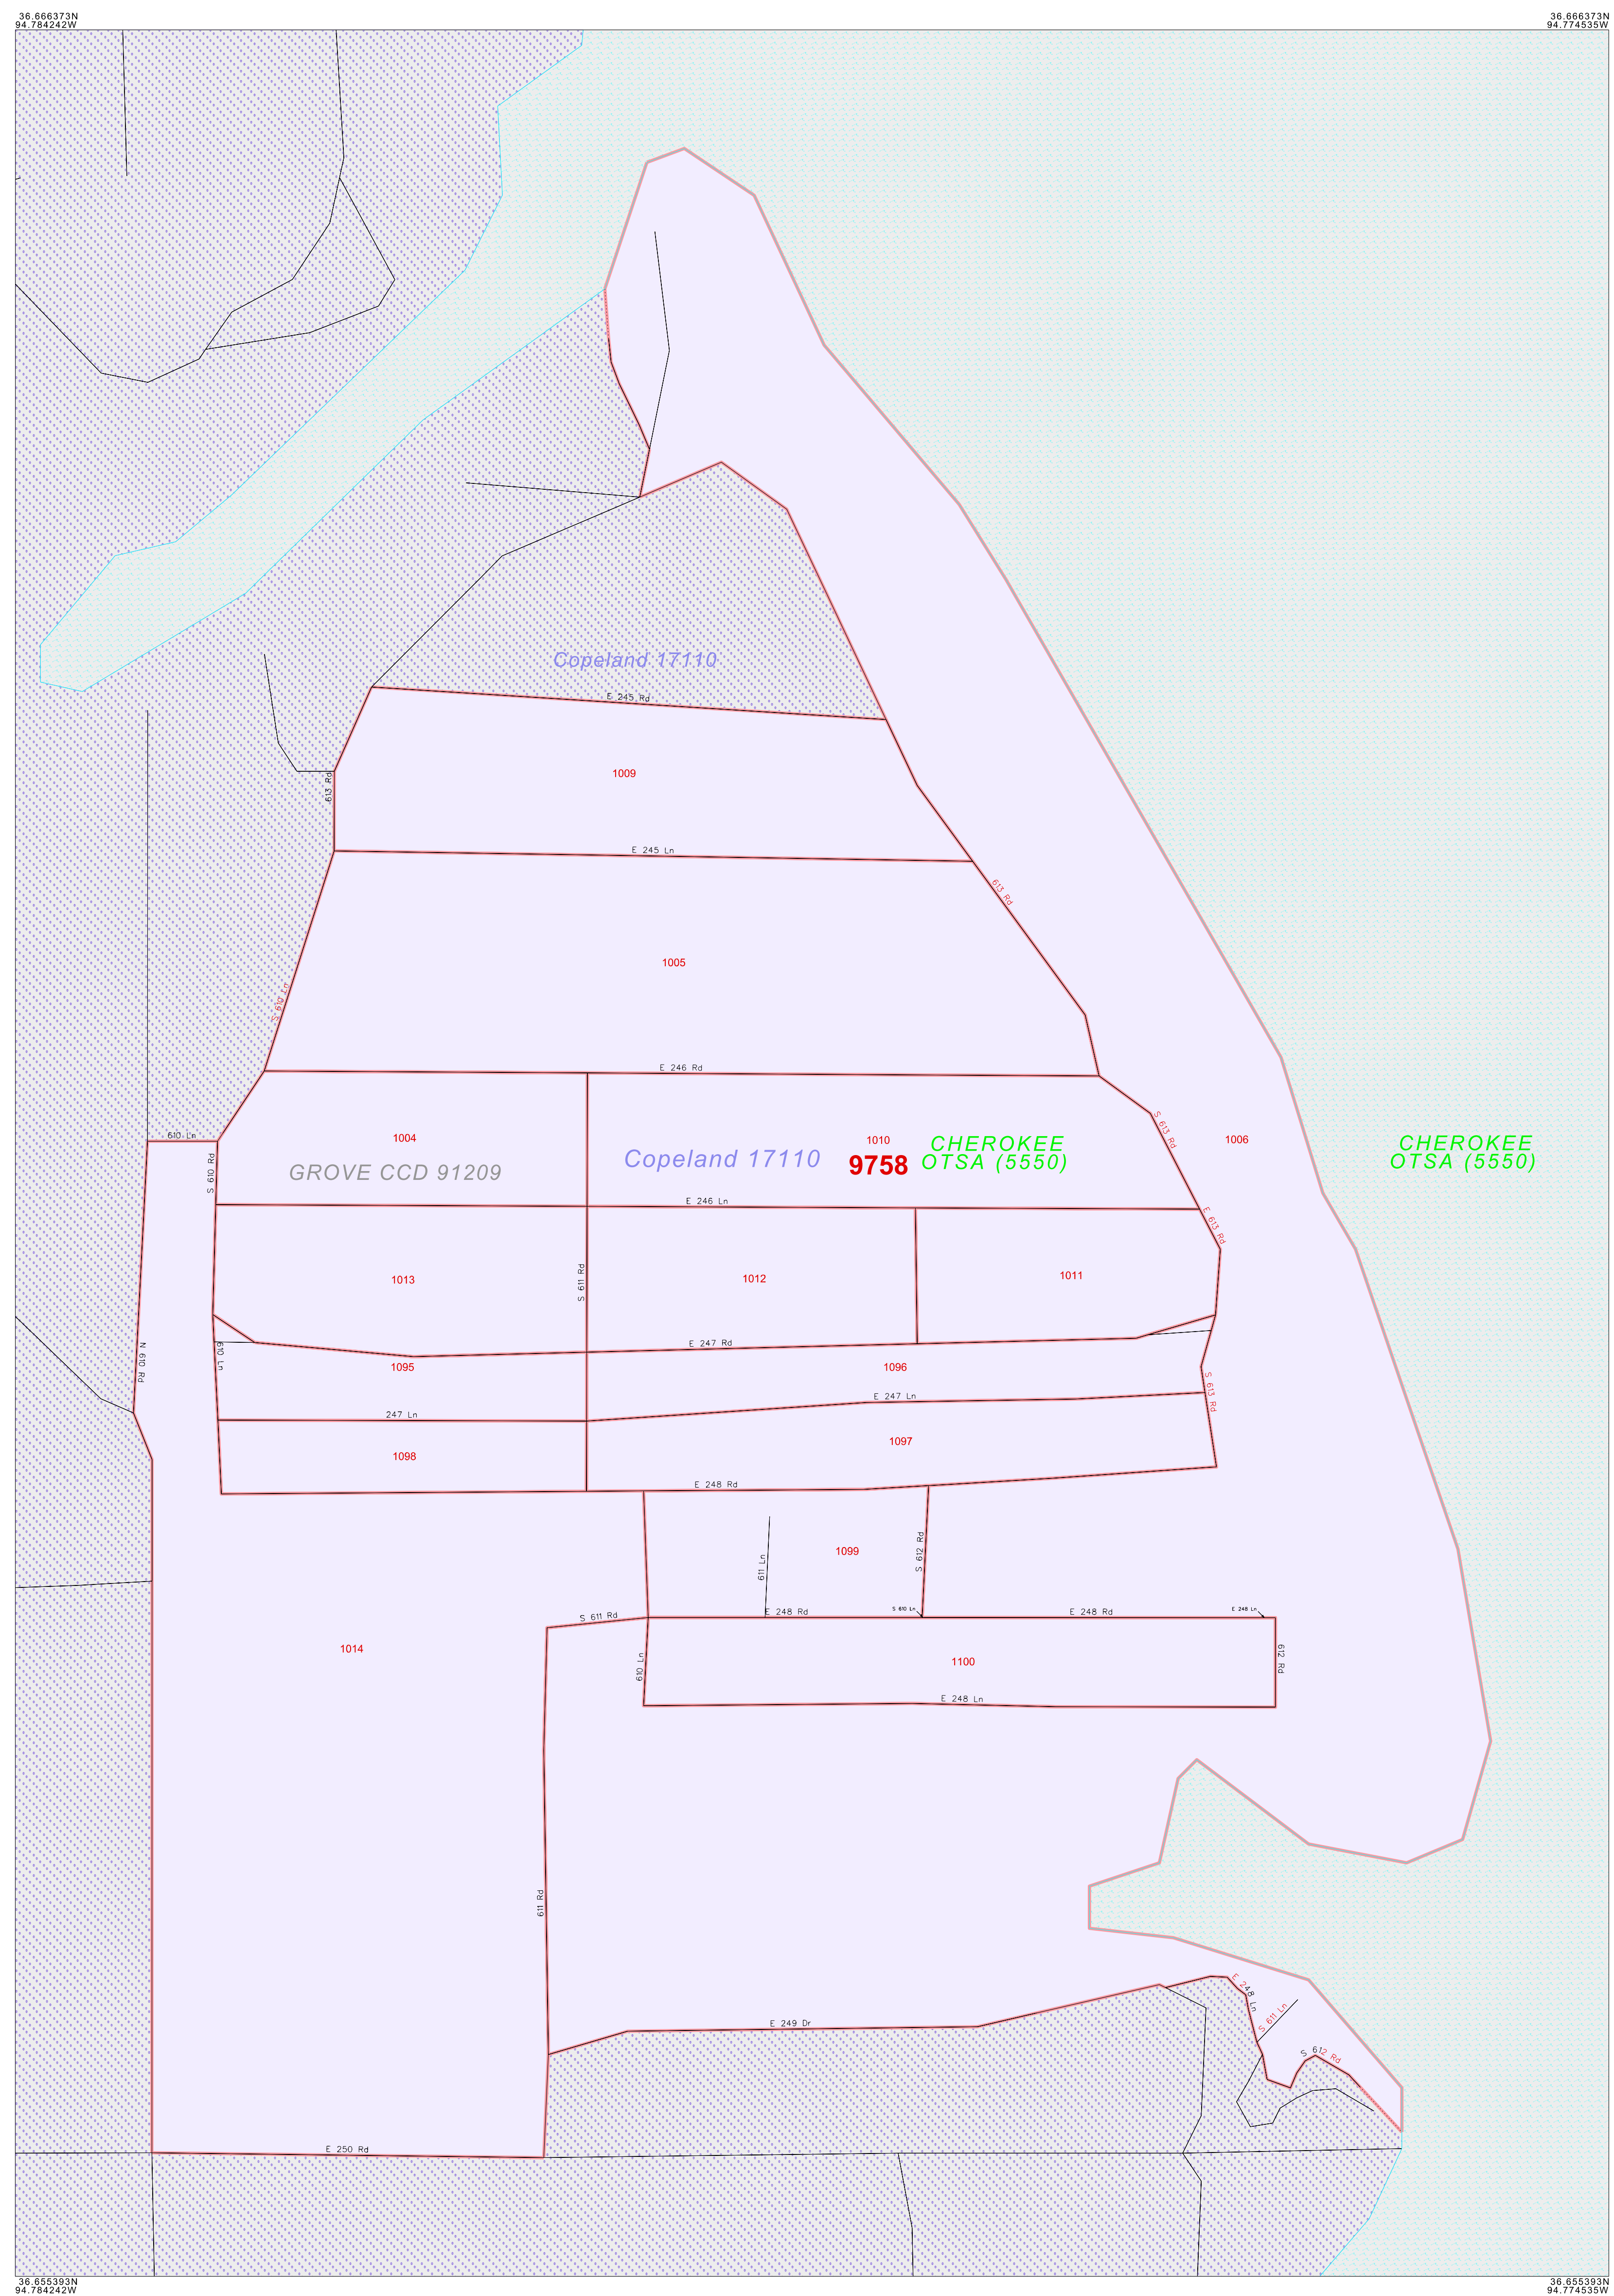 36.666373N
94.784242W
36.666373N
94.774535W
Copeland 17110
E 245 Rd
1009
613 Rd
E 245 Ln
613 Rd
1005
S 619 Ln
E 246 Rd
S 613 Rd
610 Ln
1004
1010
1006
CHEROKEE
OTSA (5550)
CHEROKEE
OTSA (5550)
GROVE CCD 91209
Copeland 17110
9758
S 610 Rd
E 246 Ln
E 613 Rd
1013
S 611 Rd
1012
1011
N 610 Rd
610 Ln
E 247 Rd
1095
1096
S 613 Rd
E 247 Ln
247 Ln
1098
1097
E 248 Rd
611 Ln
1099
S 612 Rd
S 611 Rd
E 248 Rd
S 610 Ln
E 248 Rd
E 248 Ln
1014
610 Ln
1100
612 Rd
E 248 Ln
611 Rd
E 248 Ln
S 611 Ln
E 249 Dr
S 612 Rd
E 250 Rd
36.655393N
94.784242W
36.655393N
94.774535W